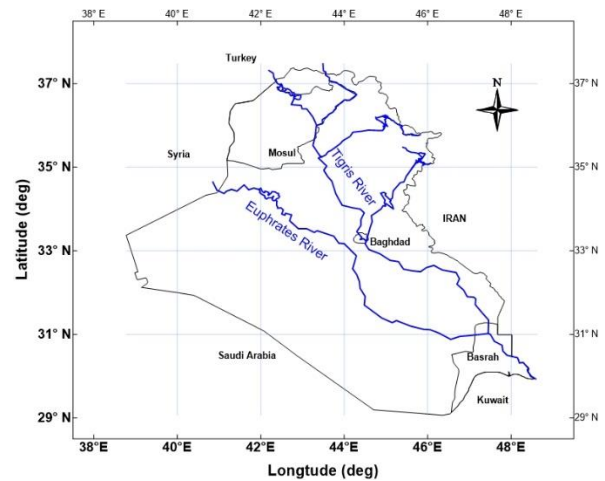 38° E 40° E 42° E 44° E 46° E 48° E
Turkey
37° N 37° N
N
Mosul
Syria
35° N 35° N
Tigris River
IRAN
Euphrates River
Baghdad
33° N 33° N
Latitude (deg)
31° N 31° N
Saudi Arabia
Basrah
Kuwait
29° N 29° N
38° E 40° E 42° E 44° E 46° E 48° E
Longtude (deg)